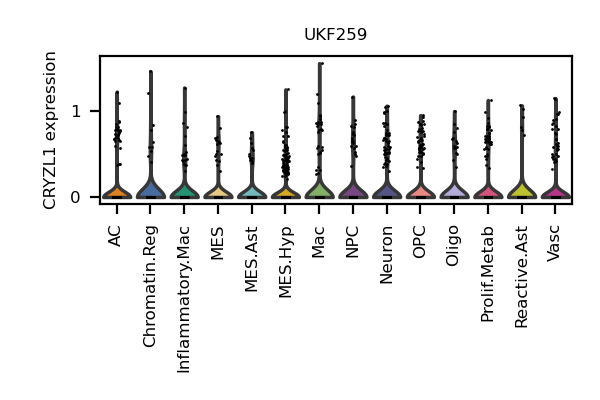 UKF259
CRYZL1 expression
1
0
AC
Chromatin.Reg
Inflammatory.Mac
MES
MES.Ast
MES.Hyp
Mac
NPC
Neuron
OPC
Oligo
Prolif.Metab
Reactive.Ast
Vasc